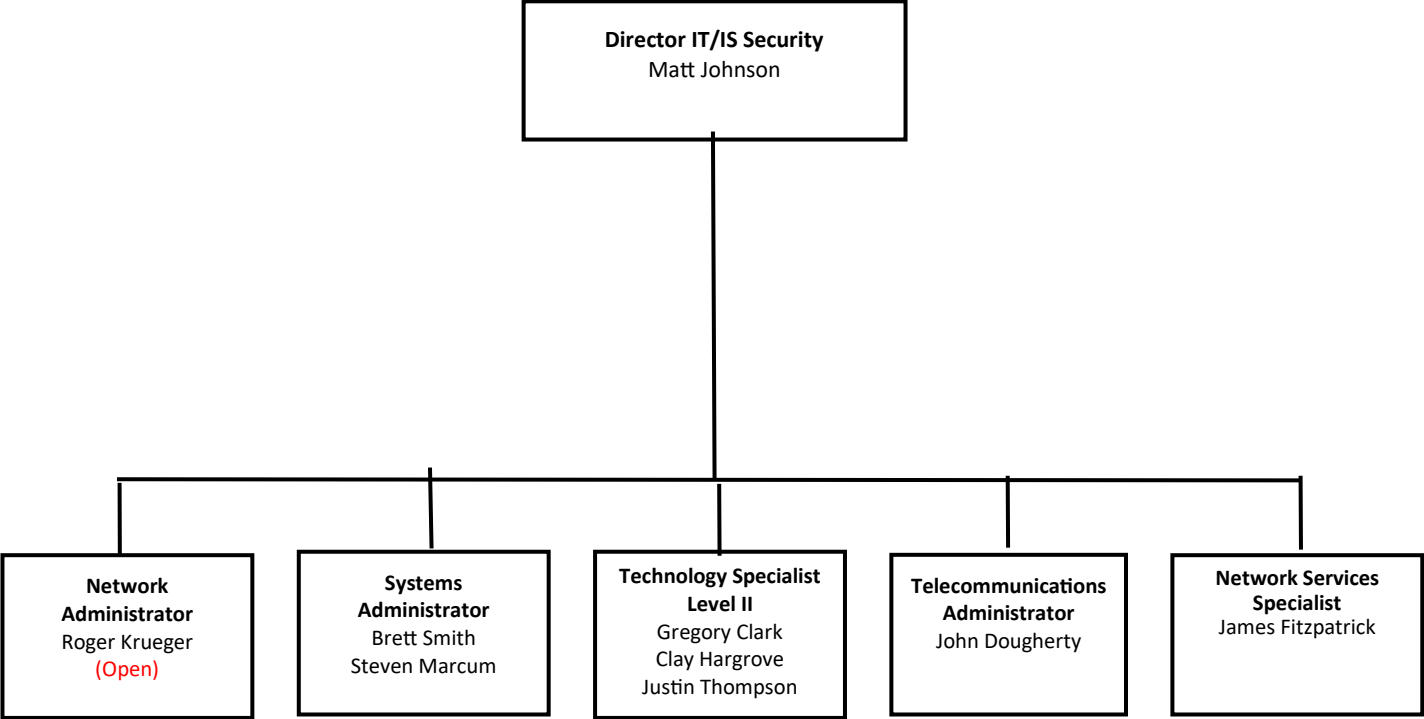 Director IT/IS Security
Matt Johnson
Network
Administrator
Roger Krueger
(Open)
Systems
Administrator
Brett Smith
Steven Marcum
Technology Specialist
Level II
Gregory Clark
Clay Hargrove
Justin Thompson
Telecommunications
Administrator
John Dougherty
Network Services
Specialist
James Fitzpatrick